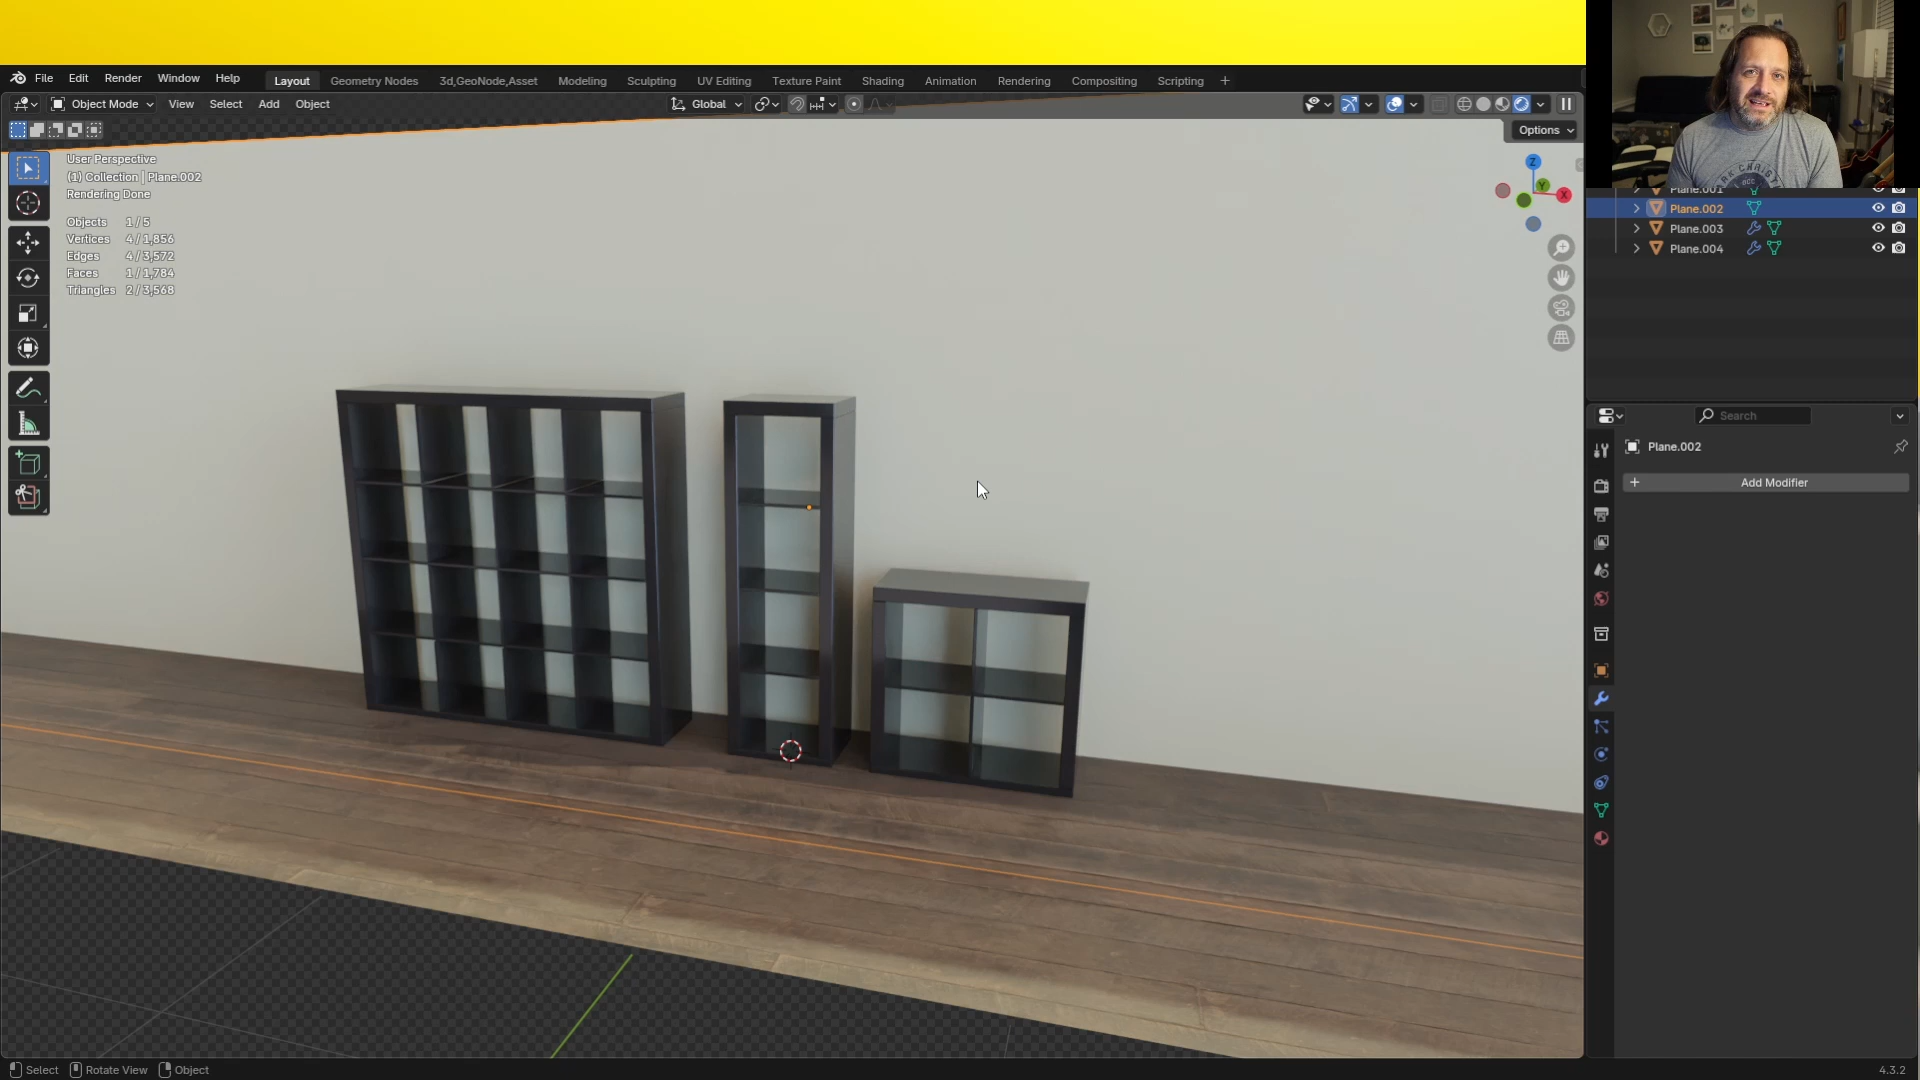 File Edit Render Window Help Layout Geometry Nodes 3d,GeoNode,Asset Modeling Sculpting UV Editing Texture Paint Shading Animation Rendering Compositing Scripting +
Object Mode View Select Add Object Global
Options
User Perspective
(1) Collection | Plane.002
Rendering Done
Objects 1 / 5
Vertices 4 / 1,856
Edges 4 / 3,572
Faces 1 / 1,784
Triangles 2 / 3,568
Z
Y
X
Plane.001
Plane.002
Plane.003
Plane.004
Search
Plane.002
+ Add Modifier
Select Rotate View Object
4.3.2